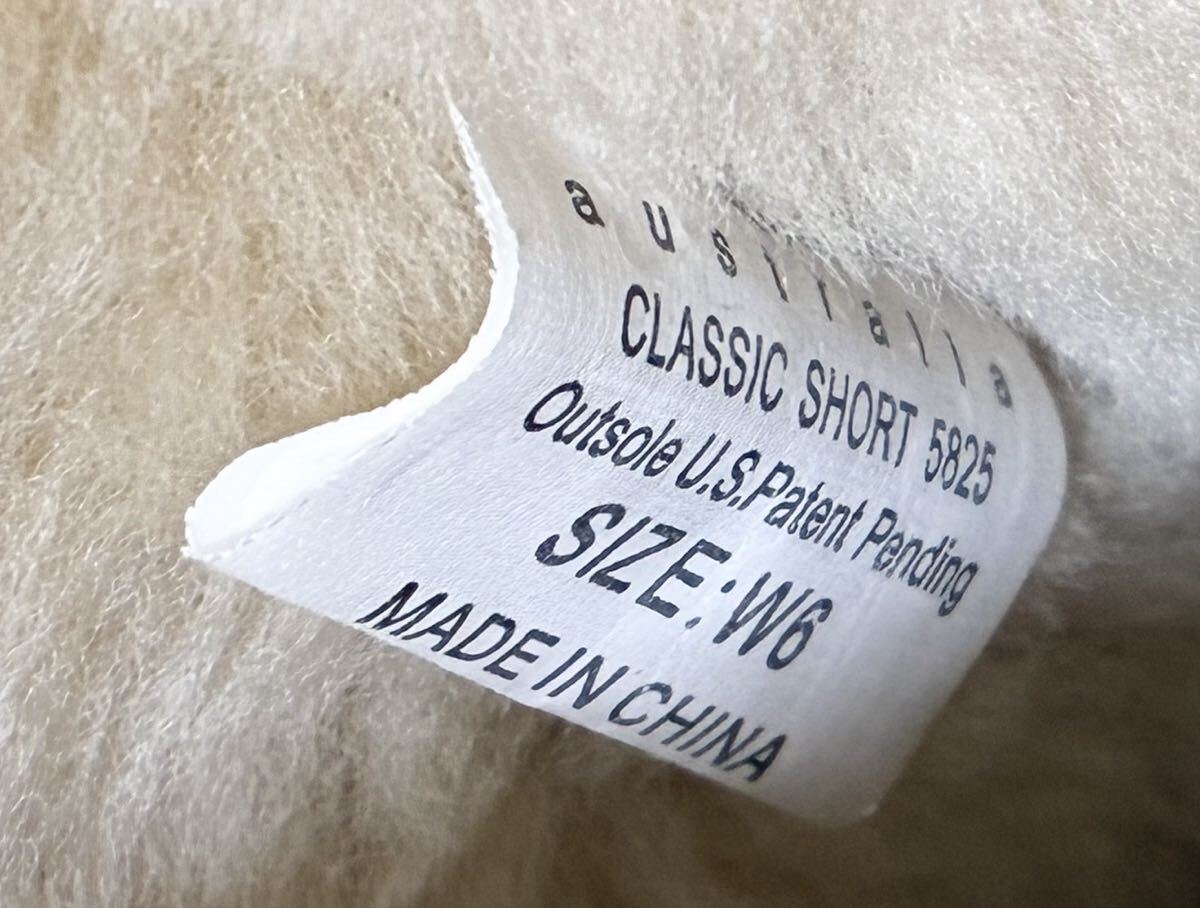 australia
CLASSIC SHORT 5825
Outsole U.S.Patent Pending
SIZE:W6
MADE IN CHINA